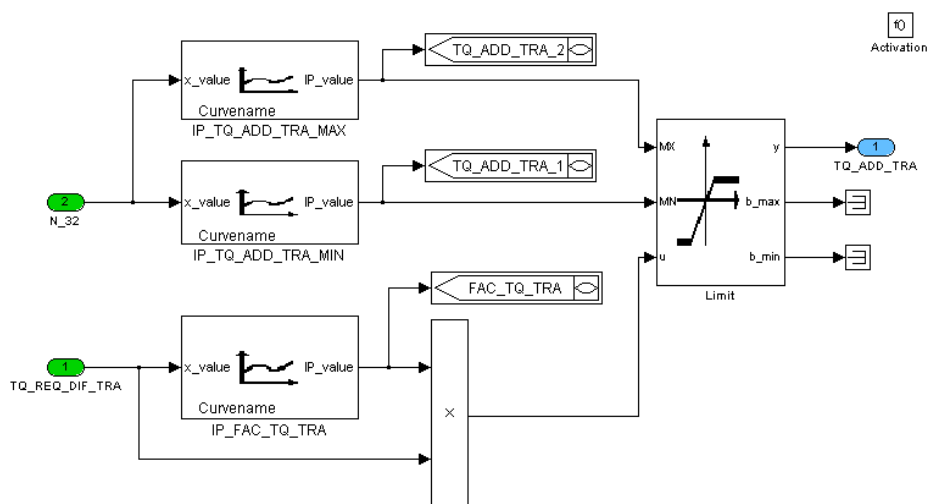 f()
Activation
TQ_ADD_TRA_2
x_value IP_value
Curvename
IP_TQ_ADD_TRA_MAX
MX y
1
TQ_ADD_TRA
TQ_ADD_TRA_1
2
N_32
x_value IP_value
Curvename
IP_TQ_ADD_TRA_MIN
MN b_max
u b_min
Limit
FAC_TQ_TRA
1
TQ_REQ_DIF_TRA
x_value IP_value
Curvename
IP_FAC_TQ_TRA
×